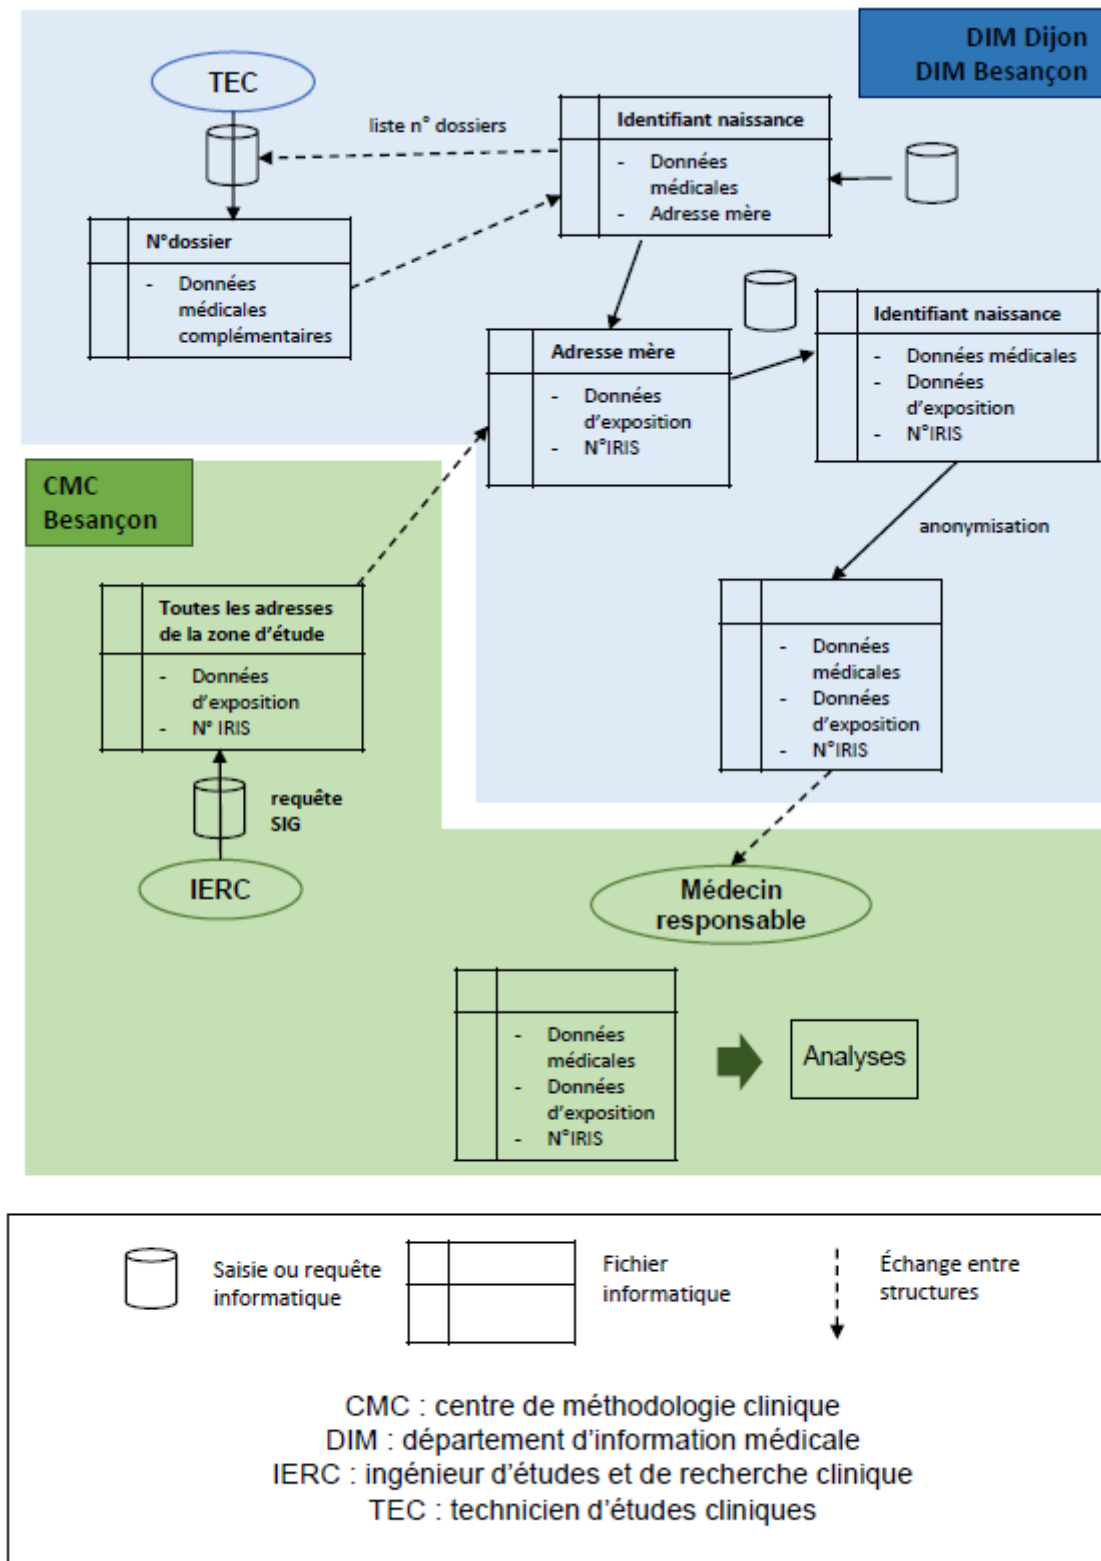 DIM Dijon
DIM Besançon
TEC
liste n° dossiers
Identifiant naissance
- Données
médicales
- Adresse mère
N°dossier
- Données
médicales
complémentaires
Adresse mère
- Données
d'exposition
- N°IRIS
Identifiant naissance
- Données médicales
- Données
d'exposition
- N°IRIS
anonymisation
CMC
Besançon
Toutes les adresses
de la zone d'étude
- Données
d'exposition
- N° IRIS
- Données
médicales
- Données
d'exposition
- N°IRIS
requête
SIG
IERC
Médecin
responsable
- Données
médicales
- Données
d'exposition
- N°IRIS
Analyses
Saisie ou requête
informatique
Fichier
informatique
Échange entre
structures
CMC : centre de méthodologie clinique
DIM : département d'information médicale
IERC : ingénieur d'études et de recherche clinique
TEC : technicien d'études cliniques